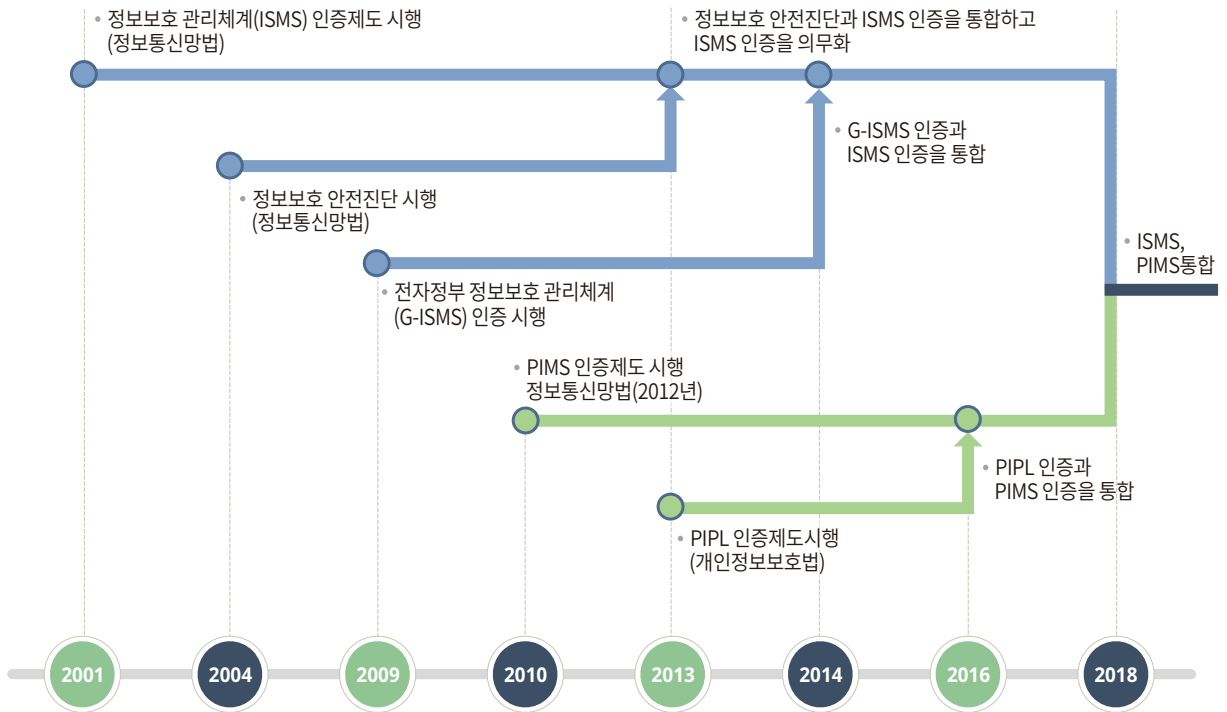 • 정보보호 관리체계(ISMS) 인증제도 시행
(정보통신망법)
• 정보보호 안전진단과 ISMS 인증을 통합하고
ISMS 인증을 의무화
• G-ISMS 인증과
ISMS 인증을 통합
• 정보보호 안전진단 시행
(정보통신망법)
• ISMS,
PIMS통합
• 전자정부 정보보호 관리체계
(G-ISMS) 인증 시행
• PIMS 인증제도 시행
정보통신망법(2012년)
• PIPL 인증과
PIMS 인증을 통합
• PIPL 인증제도시행
(개인정보보호법)
2001
2004
2009
2010
2013
2014
2016
2018